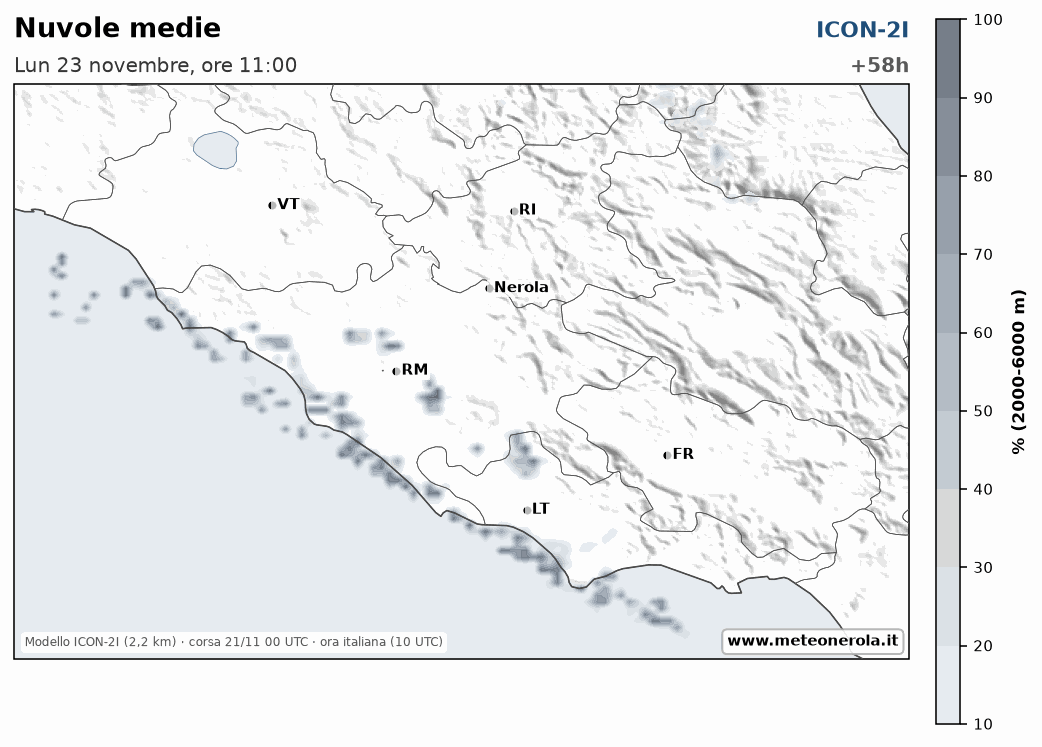 Nuvole medie
ICON-2I
Lun 23 novembre, ore 11:00
+58h
100
90
80
70
60
50
40
30
20
10
% (2000-6000 m)
VT
RI
Nerola
RM
FR
LT
Modello ICON-2I (2,2 km) · corsa 21/11 00 UTC · ora italiana (10 UTC)
www.meteonerola.it